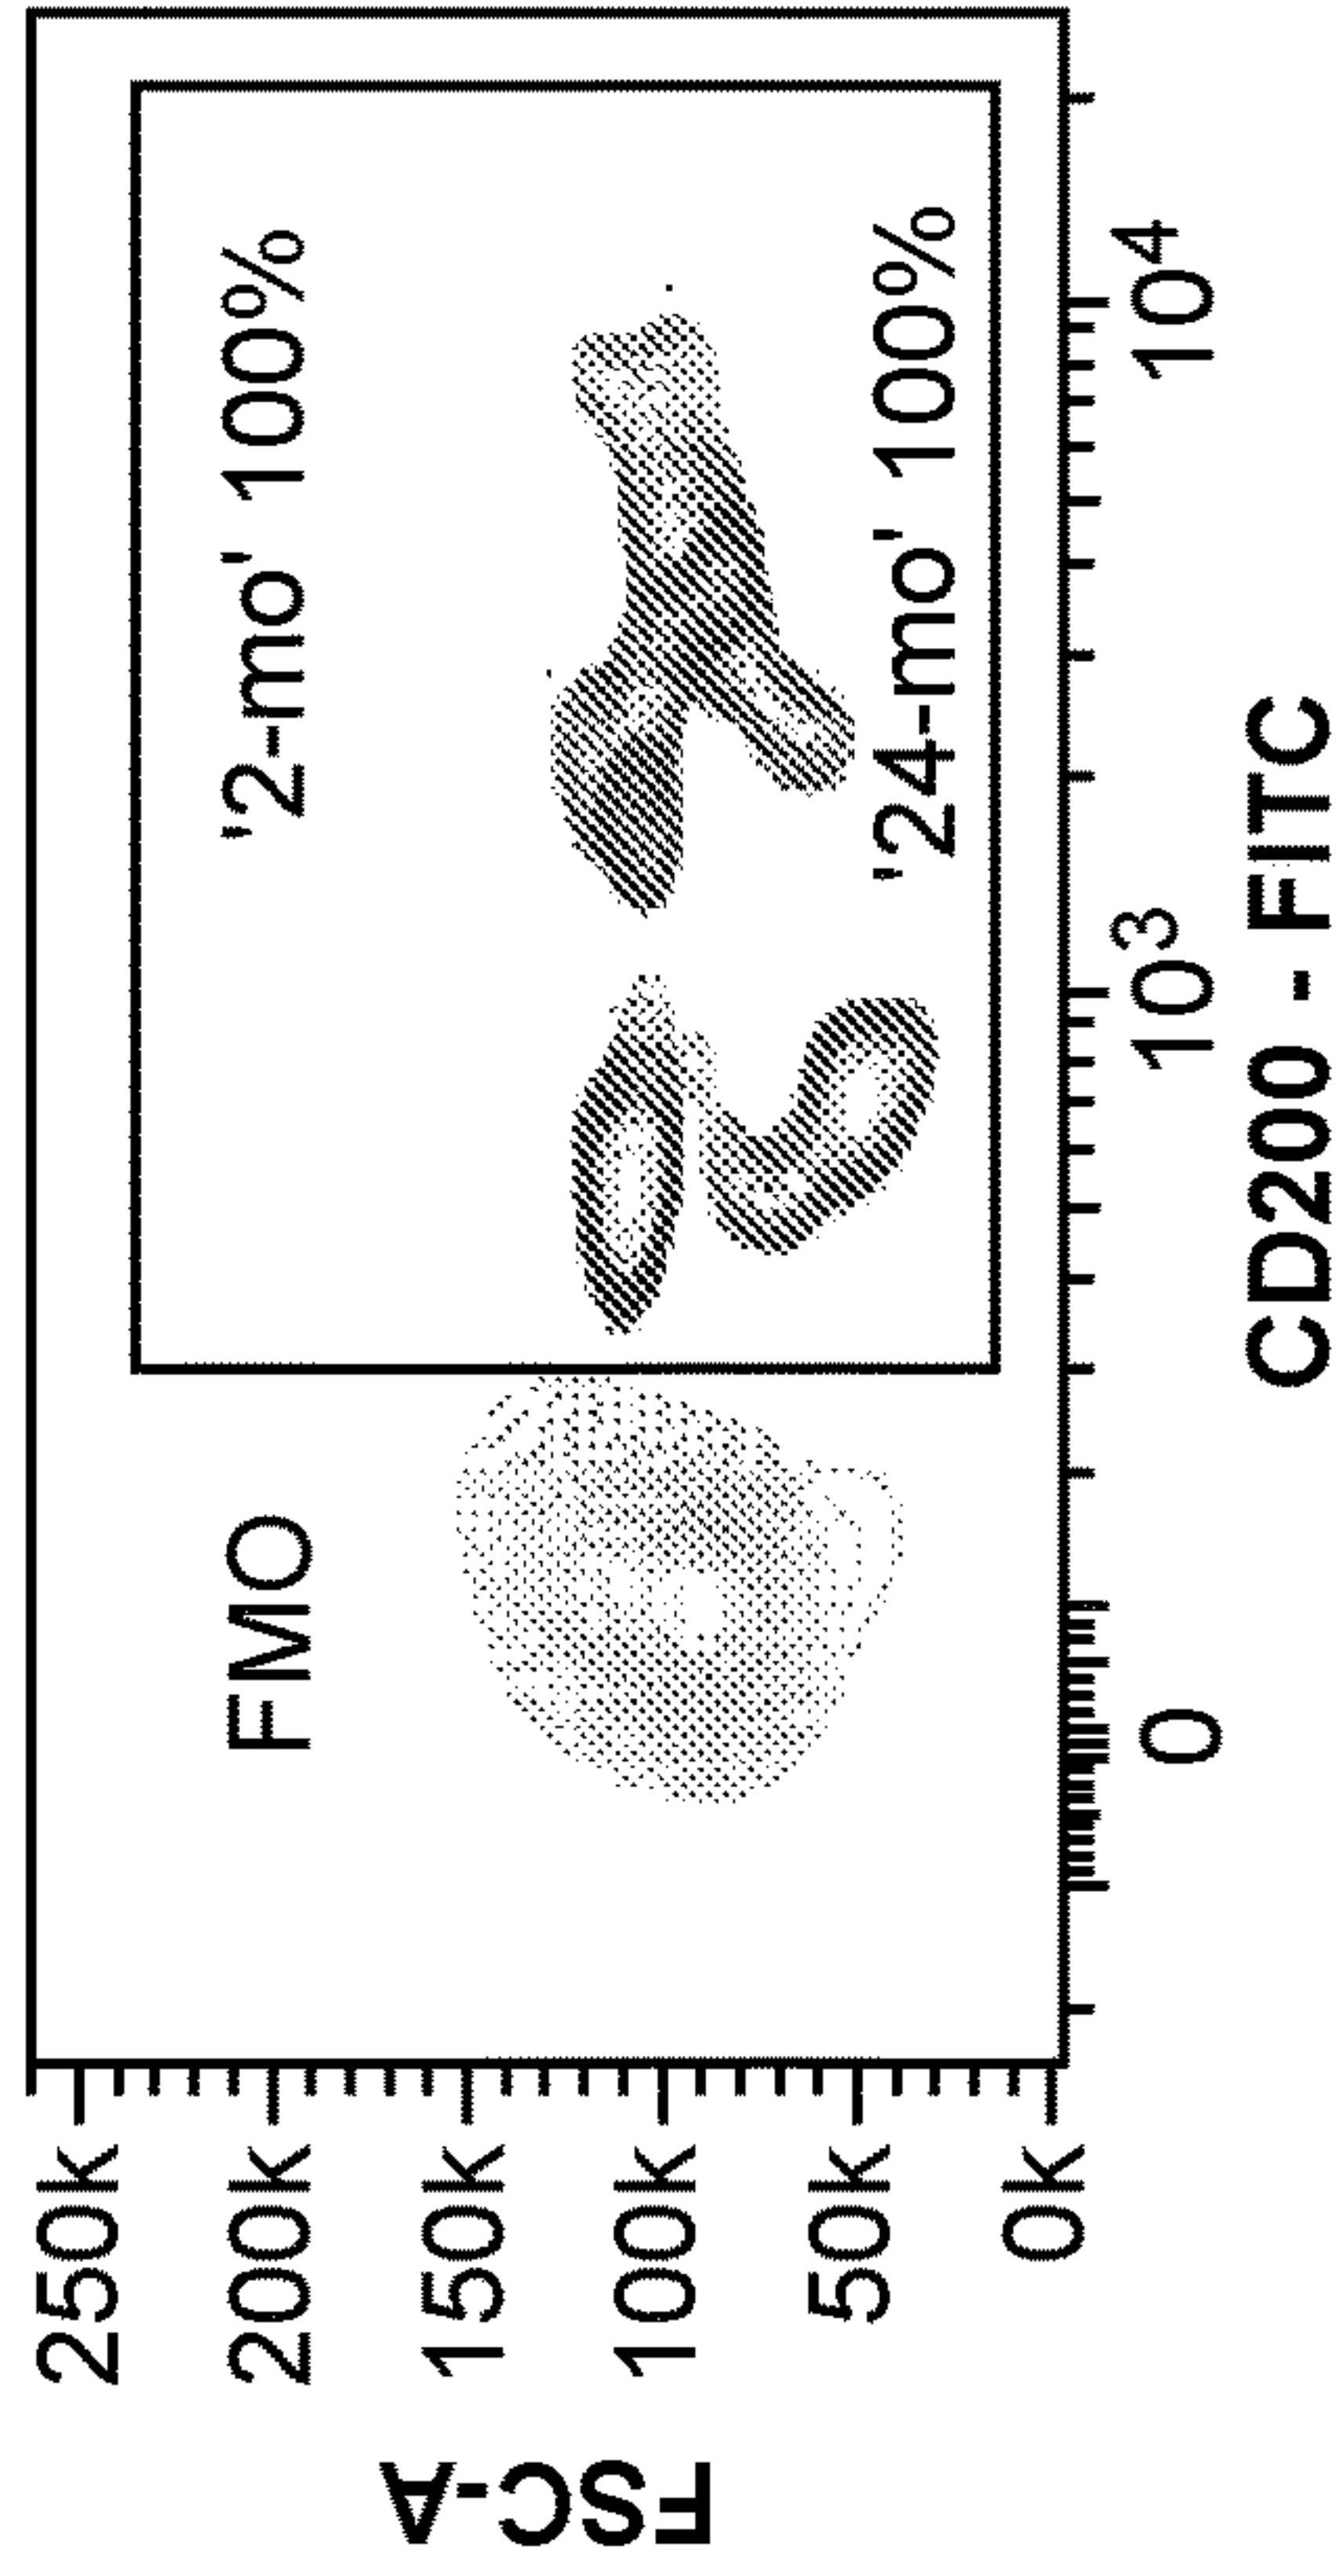 FSC-A
250k
200k
150k
100k
50k
0k
FMO
'2-mo' 100%
'24-mo' 100%
0
10³
10⁴
CD200 - FITC